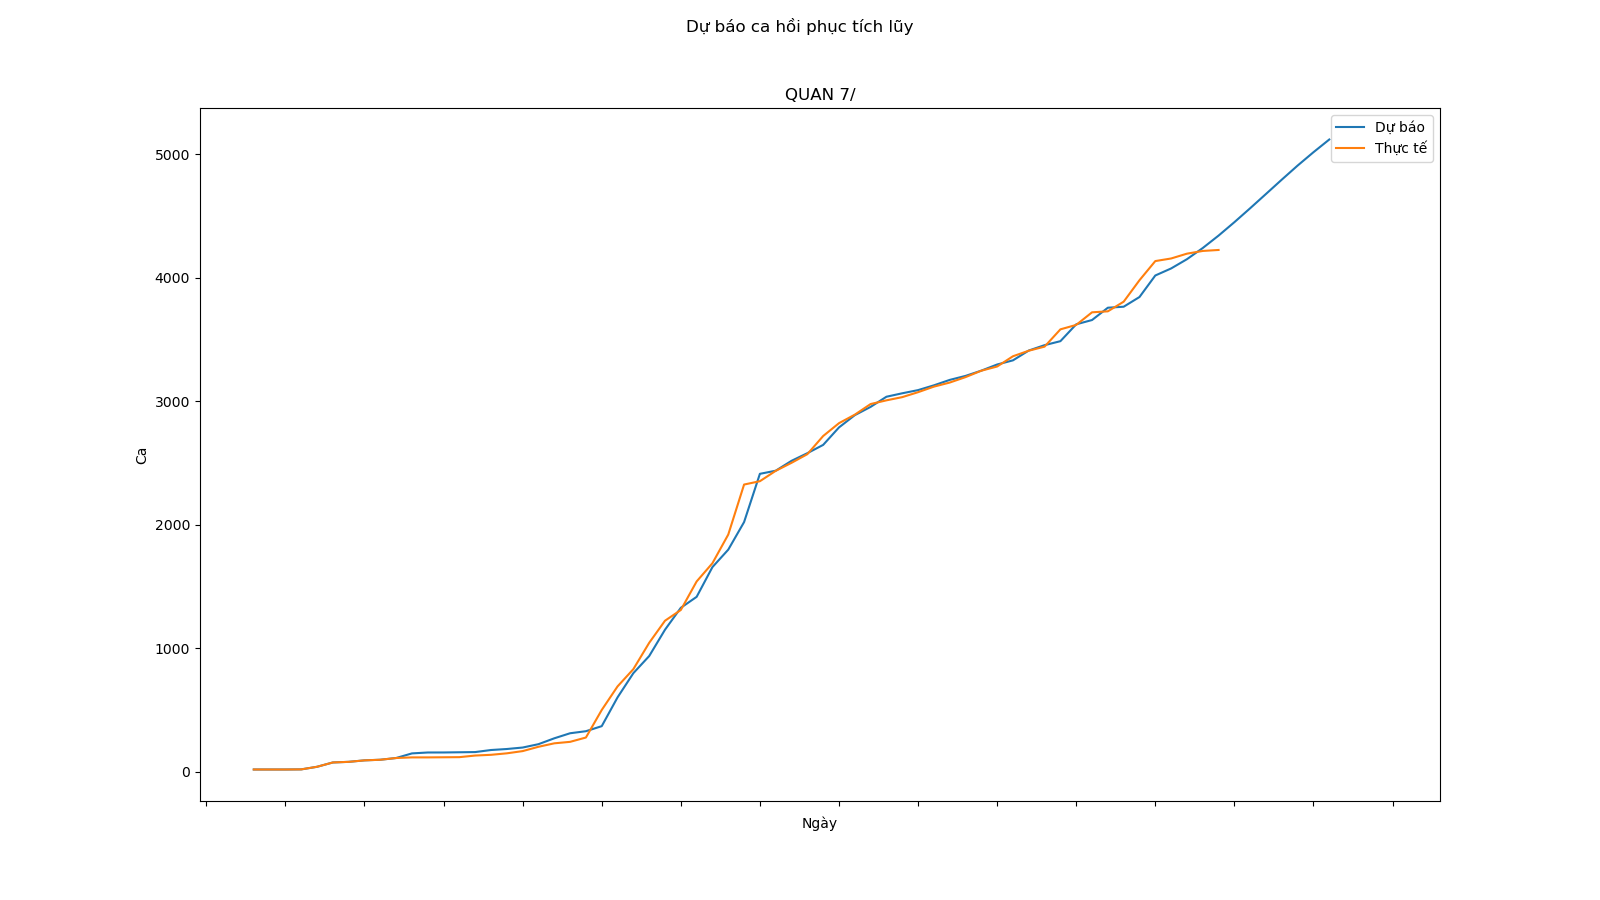 Dự báo ca hồi phục tích lũy
QUAN 7/
Dự báo
Thực tế
5000
4000
3000
2000
1000
0
Ca
Ngày